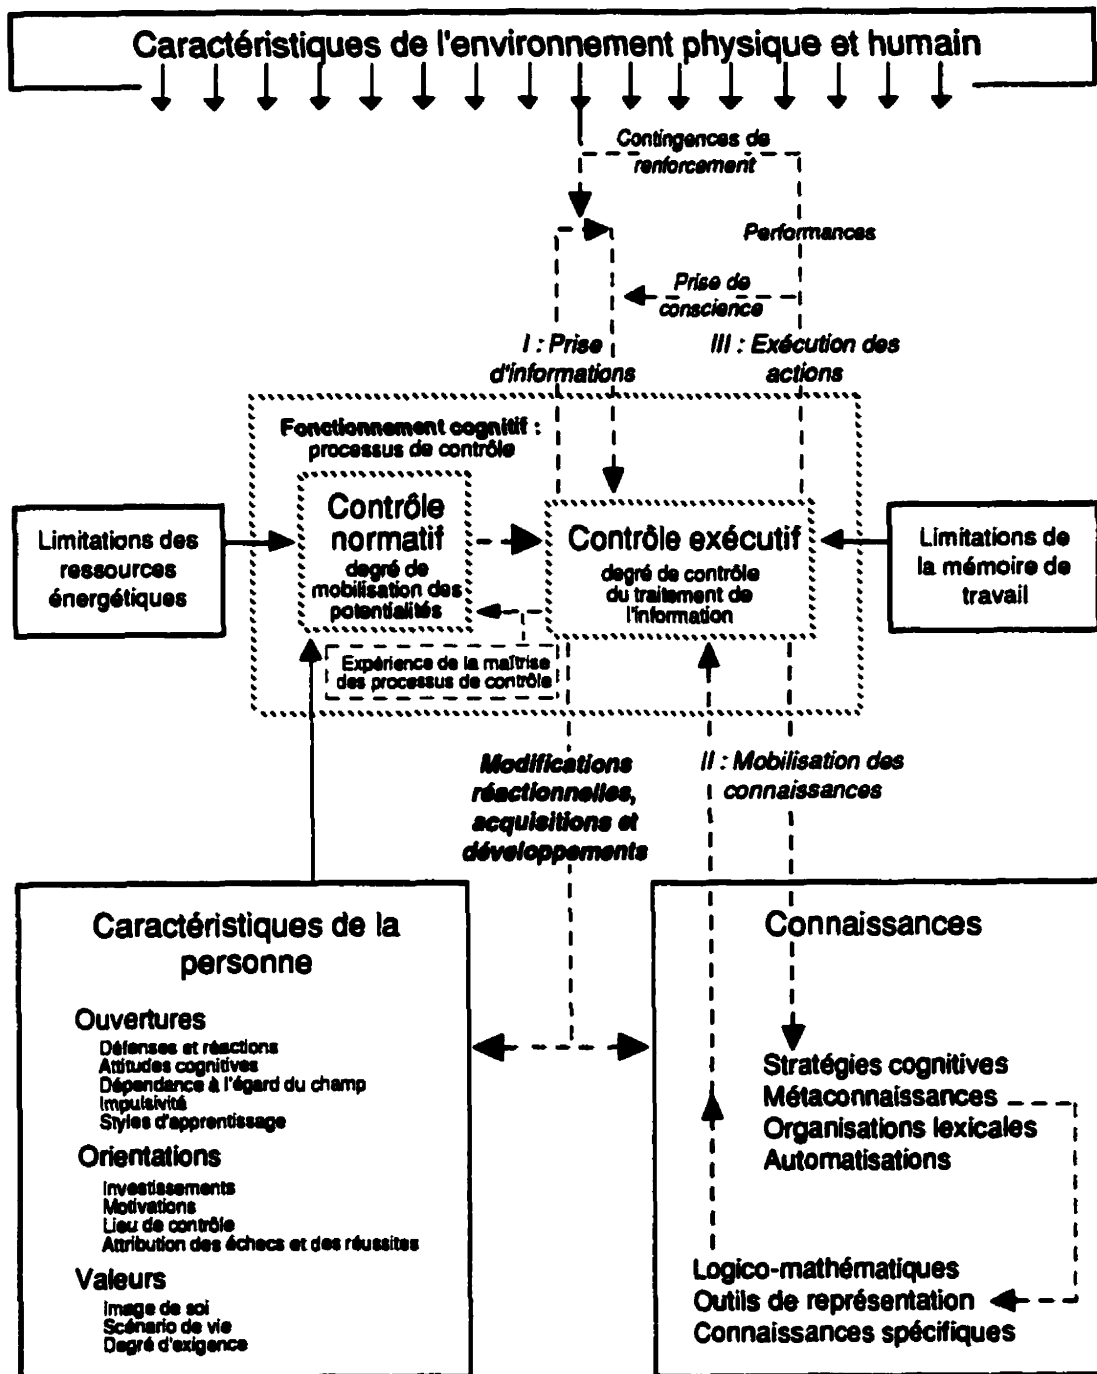 Caractéristiques de l'environnement physique et humain
Contingences de
renforcement
Performances
Prise de
conscience
I : Prise
d'informations
III : Exécution des
actions
Fonctionnement cognitif :
processus de contrôle
Contrôle
normatif
degré de
mobilisation des
potentialités
Contrôle exécutif
degré de contrôle
du traitement de
l'information
Limitations des
ressources
énergétiques
Limitations de
la mémoire de
travail
Expérience de la maîtrise
des processus de contrôle
Modifications
réactionnelles,
acquisitions et
développements
II : Mobilisation des
connaissances
Caractéristiques de la
personne
Ouvertures
Défenses et réactions
Attitudes cognitives
Dépendance à l'égard du champ
Impulsivité
Styles d'apprentissage
Orientations
Investissements
Motivations
Lieu de contrôle
Attribution des échecs et des réussites
Valeurs
Image de soi
Scénario de vie
Degré d'exigence
Connaissances
Stratégies cognitives
Métaconnaissances
Organisations lexicales
Automatisations
Logico-mathématiques
Outils de représentation
Connaissances spécifiques